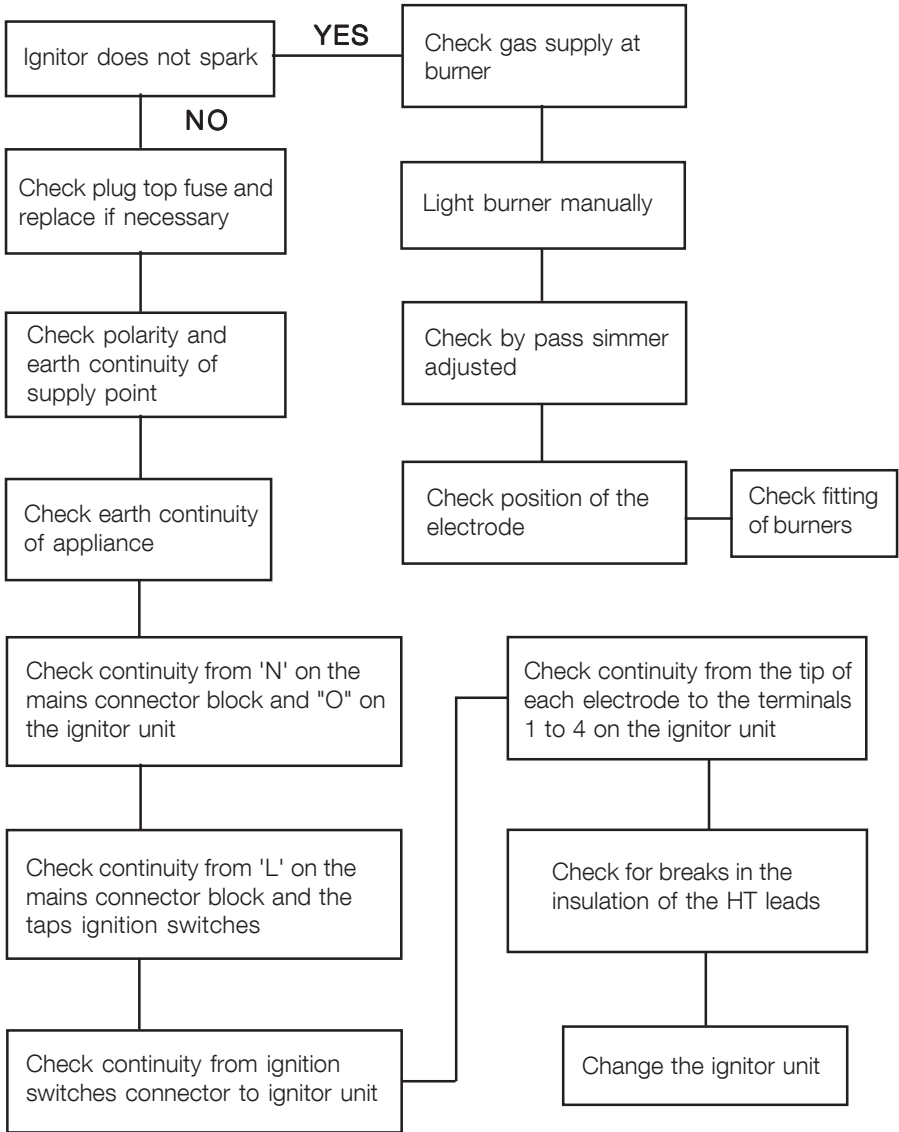 Ignitor does not spark
YES
Check gas supply at
burner
NO
Check plug top fuse and
replace if necessary
Light burner manually
Check polarity and
earth continuity of
supply point
Check by pass simmer
adjusted
Check earth continuity
of appliance
Check position of the
electrode
Check fitting
of burners
Check continuity from 'N' on the
mains connector block and "O" on
the ignitor unit
Check continuity from 'L' on the
mains connector block and the
taps ignition switches
Check continuity from ignition
switches connector to ignitor unit
Check continuity from the tip of
each electrode to the terminals
1 to 4 on the ignitor unit
Check for breaks in the
insulation of the HT leads
Change the ignitor unit